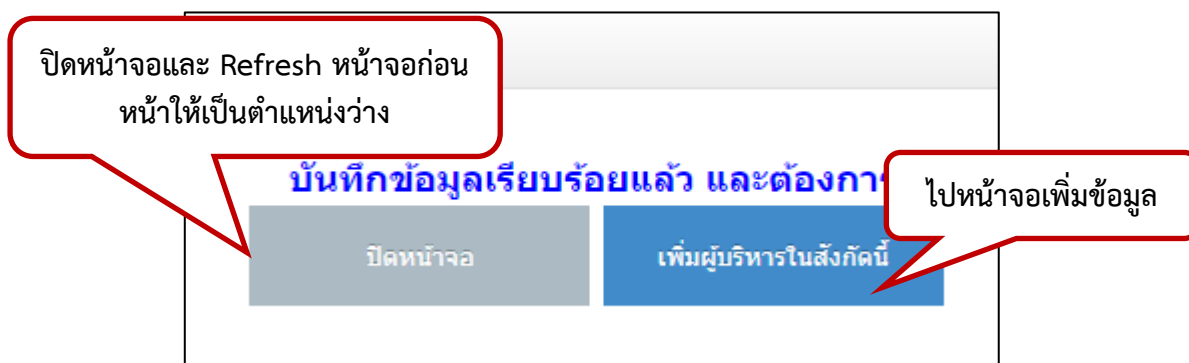 ปิดหน้าจอและ Refresh หน้าจอก่อน
หน้าให้เป็นตำแหน่งว่าง
บันทึกข้อมูลเรียบร้อยแล้ว และต้องการ
ไปหน้าจอเพิ่มข้อมูล
ปิดหน้าจอ
เพิ่มผู้บริหารในสังกัดนี้